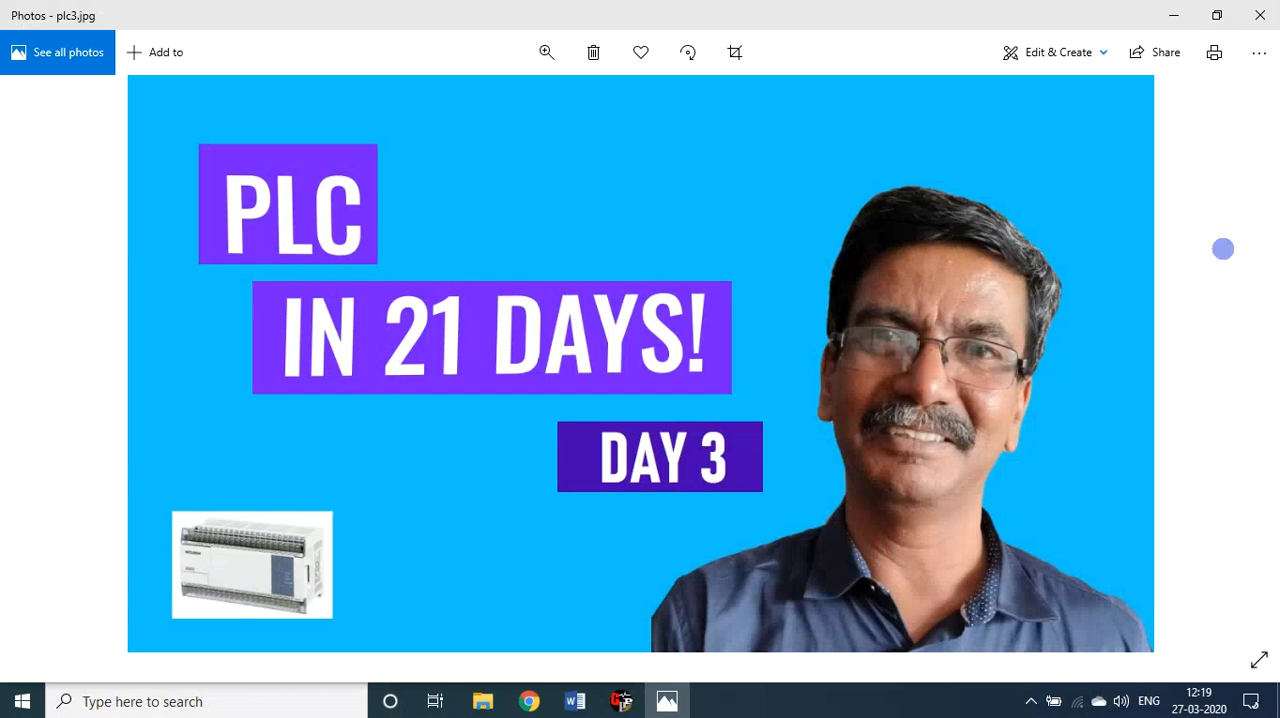 Photos - plc3.jpg
See all photos
Add to
Edit & Create
Share
PLC
IN 21 DAYS!
DAY 3
Type here to search
ENG
12:19
27-03-2020